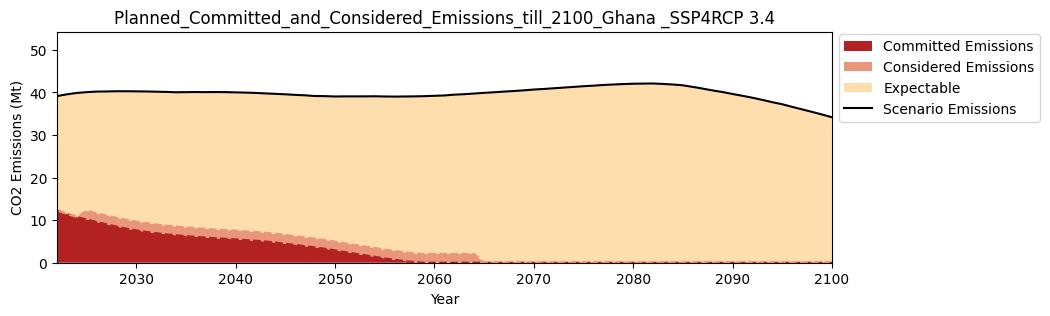 Planned_Committed_and_Considered_Emissions_till_2100_Ghana _SSP4RCP 3.4
CO2 Emissions (Mt)
50
40
30
20
10
0
2030 2040 2050 2060 2070 2080 2090 2100
Year
Committed Emissions
Considered Emissions
Expectable
Scenario Emissions